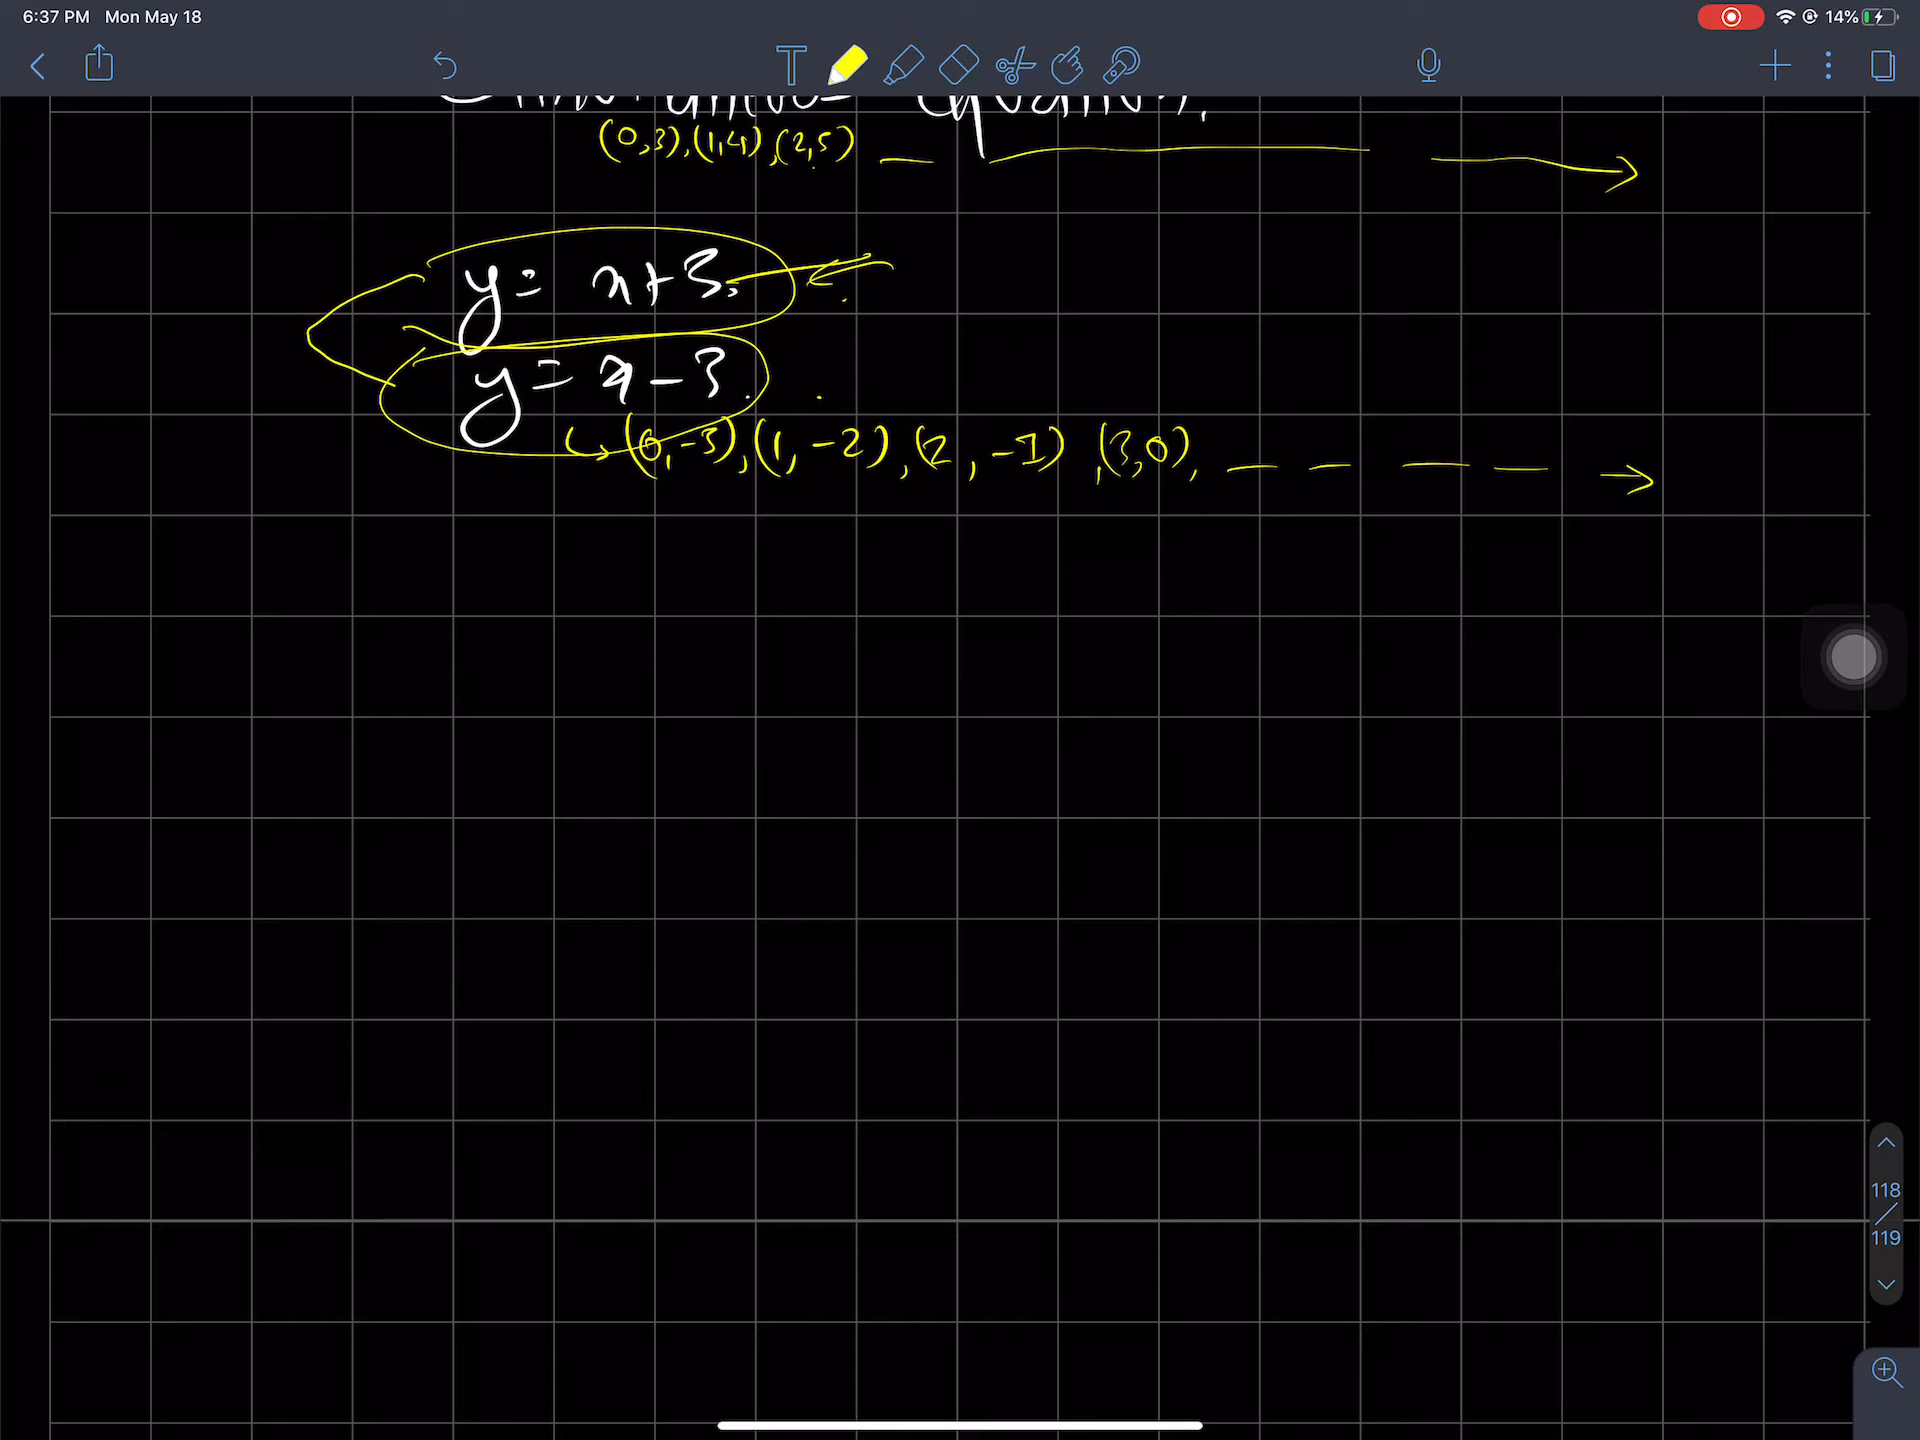 6:37 PM Mon May 18 14%
(0,3),(1,4),(2,5)
y= x+3.
y= x-3.
(0,-3),(1,-2),(2,-1),(3,0),
118
119